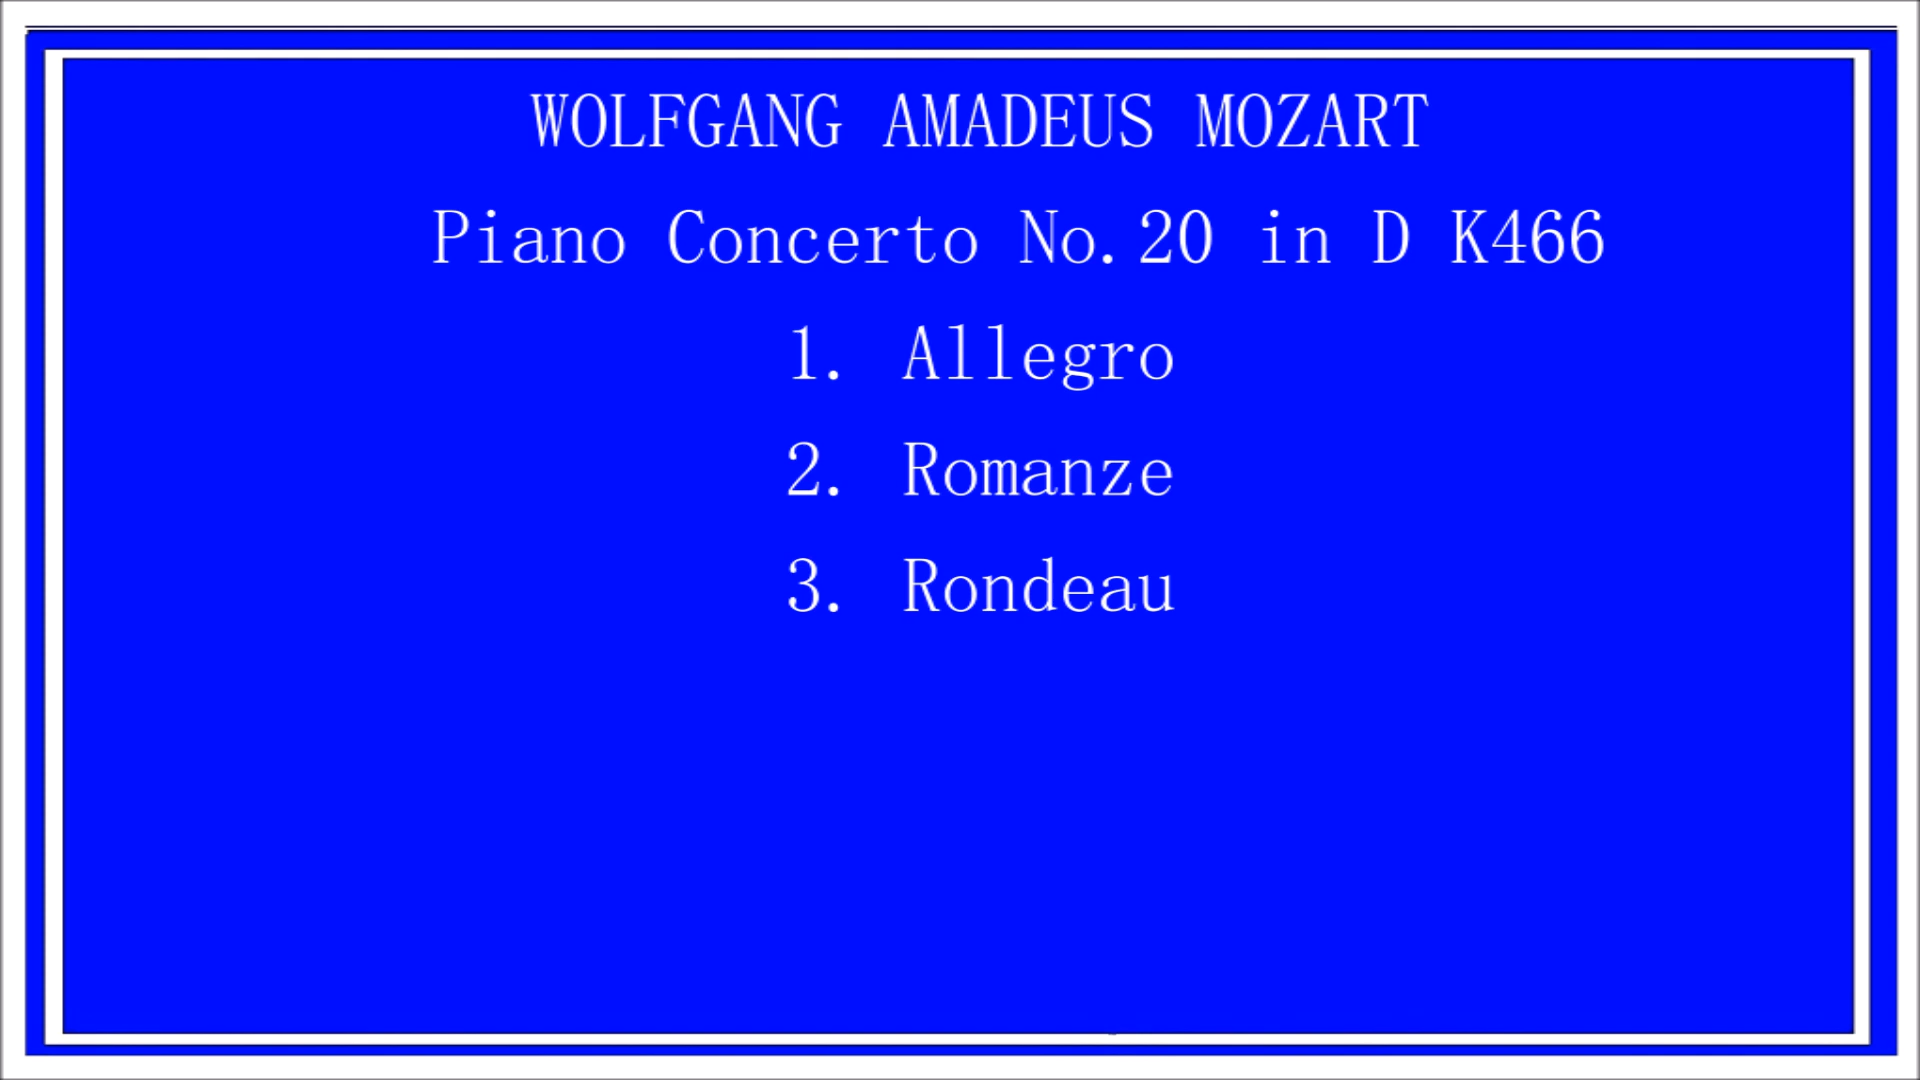 WOLFGANG AMADEUS MOZART
Piano Concerto No.20 in D K466
1. Allegro
2. Romanze
3. Rondeau